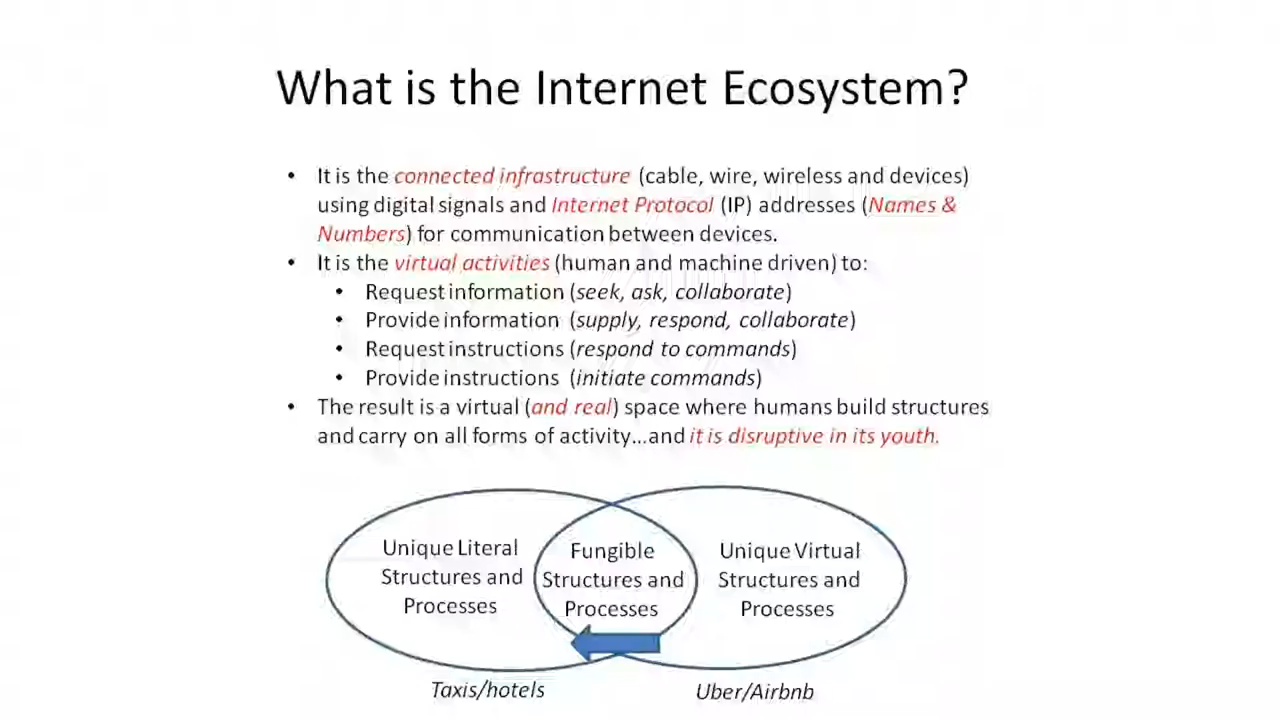 What is the Internet Ecosystem?
• It is the connected infrastructure (cable, wire, wireless and devices)
using digital signals and Internet Protocol (IP) addresses (Names &
Numbers) for communication between devices.
• It is the virtual activities (human and machine driven) to:
• Request information (seek, ask, collaborate)
• Provide information (supply, respond, collaborate)
• Request instructions (respond to commands)
• Provide instructions (initiate commands)
• The result is a virtual (and real) space where humans build structures
and carry on all forms of activity...and it is disruptive in its youth.
Unique Literal
Structures and
Processes
Fungible
Structures and
Processes
Unique Virtual
Structures and
Processes
Taxis/hotels
Uber/Airbnb